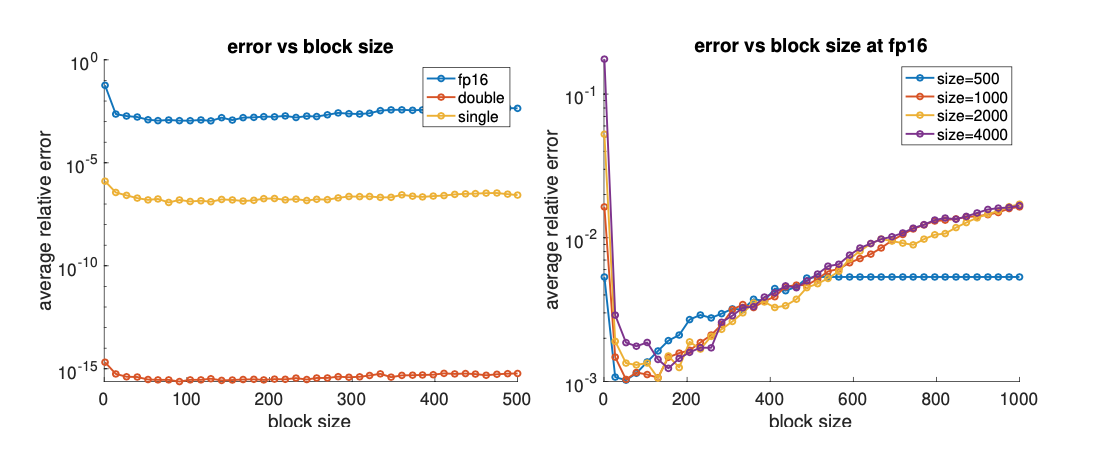 error vs block size
10^0
10^-5
10^-10
10^-15
average relative error
fp16
double
single
0
100
200
300
400
500
block size
error vs block size at fp16
10^-1
10^-2
10^-3
average relative error
size=500
size=1000
size=2000
size=4000
0
200
400
600
800
1000
block size